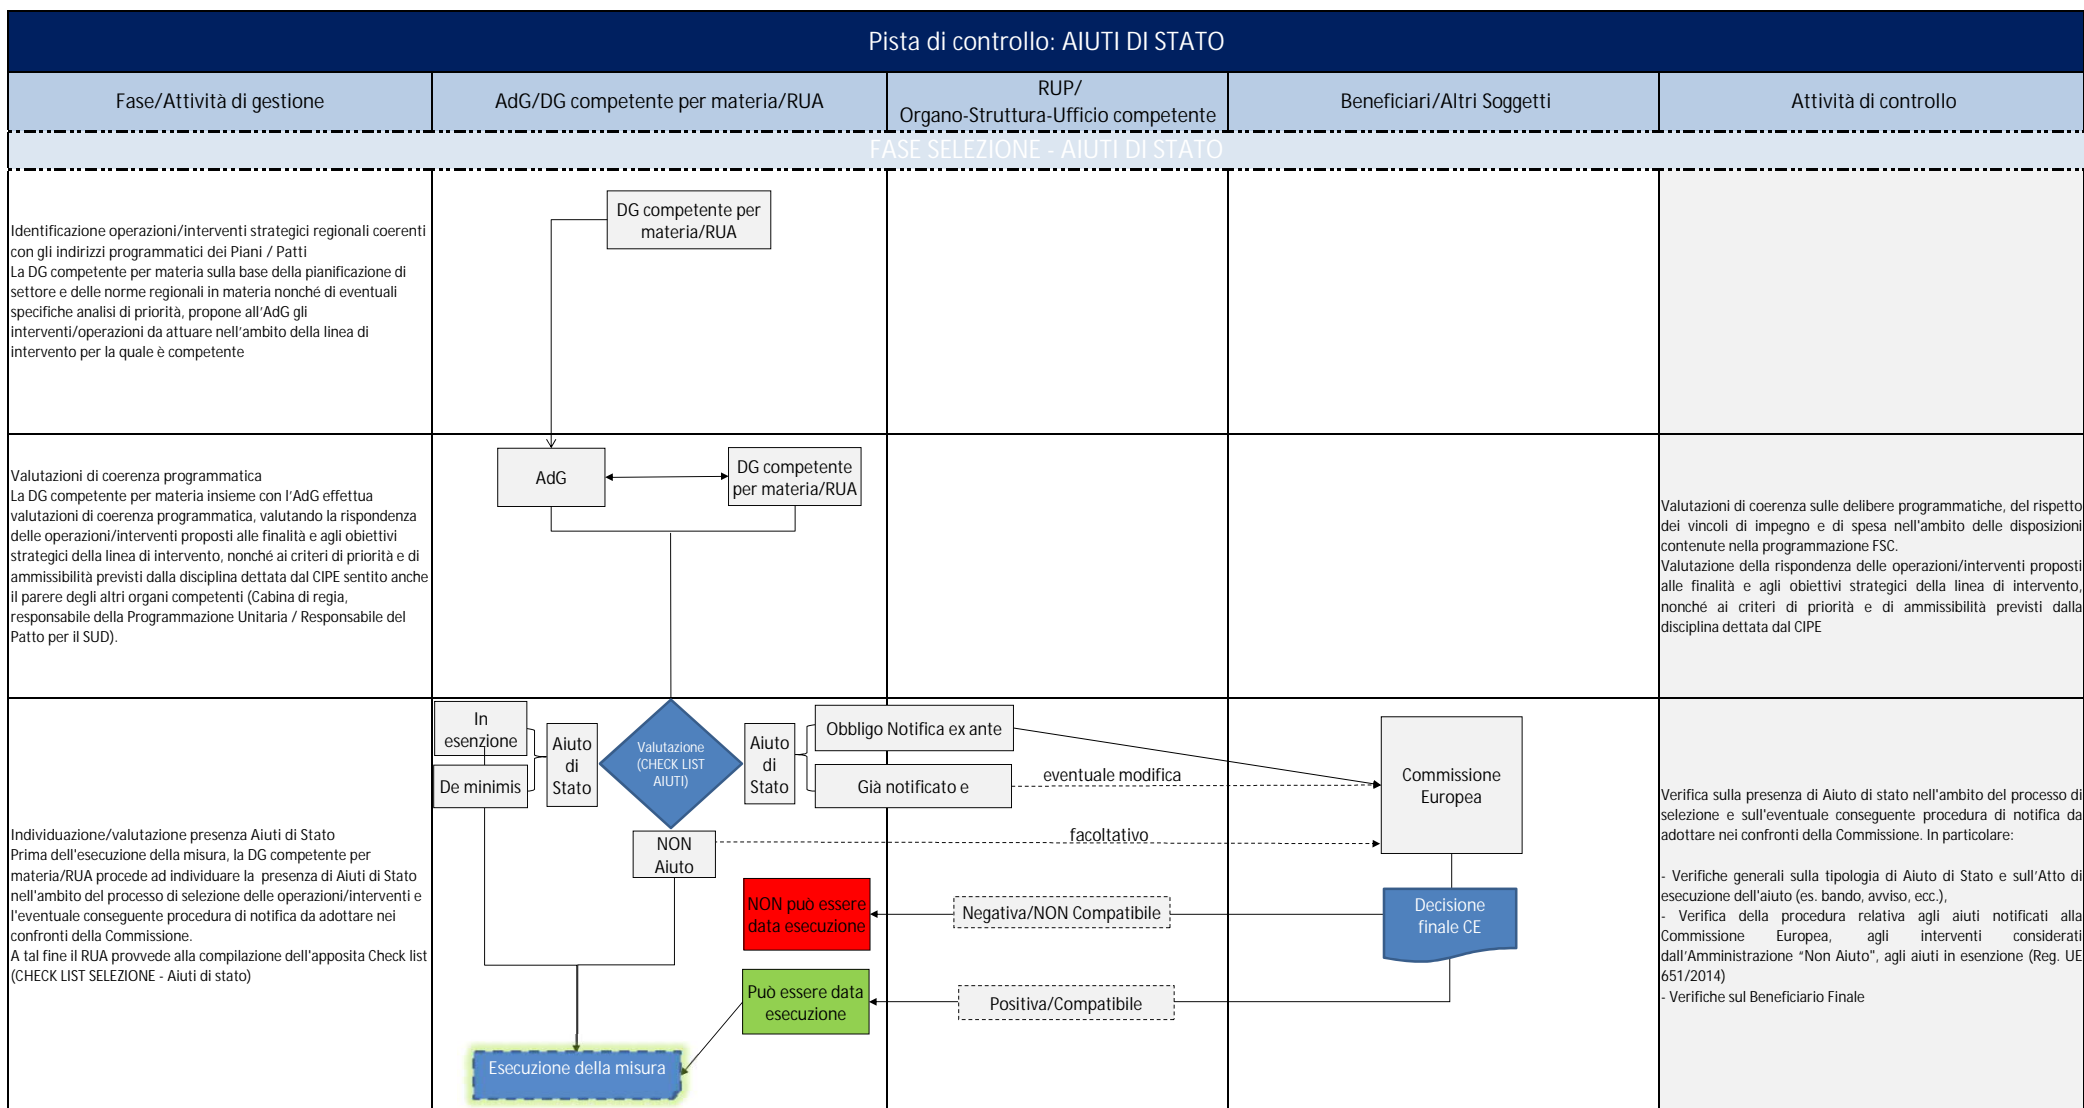 Pista di controllo: AIUTI DI STATO
Fase/Attività di gestione
AdG/DG competente per materia/RUA
RUP/
Organo-Struttura-Ufficio competente
Beneficiari/Altri Soggetti
Attività di controllo
FASE SELEZIONE - AIUTI DI STATO
Identificazione operazioni/interventi strategici regionali coerenti
con gli indirizzi programmatici dei Piani / Patti
La DG competente per materia sulla base della pianificazione di
settore e delle norme regionali in materia nonché di eventuali
specifiche analisi di priorità, propone all'AdG gli
interventi/operazioni da attuare nell'ambito della linea di
intervento per la quale è competente
DG competente per
materia/RUA
Valutazioni di coerenza programmatica
La DG competente per materia insieme con l'AdG effettua
valutazioni di coerenza programmatica, valutando la rispondenza
delle operazioni/interventi proposti alle finalità e agli obiettivi
strategici della linea di intervento, nonché ai criteri di priorità e di
ammissibilità previsti dalla disciplina dettata dal CIPE sentito anche
il parere degli altri organi competenti (Cabina di regia,
responsabile della Programmazione Unitaria / Responsabile del
Patto per il SUD).
AdG
DG competente
per materia/RUA
Valutazioni di coerenza sulle delibere programmatiche, del rispetto
dei vincoli di impegno e di spesa nell'ambito delle disposizioni
contenute nella programmazione FSC.
Valutazione della rispondenza delle operazioni/interventi proposti
alle finalità e agli obiettivi strategici della linea di intervento,
nonché ai criteri di priorità e di ammissibilità previsti dalla
disciplina dettata dal CIPE
Individuazione/valutazione presenza Aiuti di Stato
Prima dell'esecuzione della misura, la DG competente per
materia/RUA procede ad individuare la presenza di Aiuti di Stato
nell'ambito del processo di selezione delle operazioni/interventi e
l'eventuale conseguente procedura di notifica da adottare nei
confronti della Commissione.
A tal fine il RUA provvede alla compilazione dell'apposita Check list
(CHECK LIST SELEZIONE - Aiuti di stato)
In
esenzione
De minimis
Aiuto
di
Stato
Valutazione
(CHECK LIST
AIUTI)
Aiuto
di
Stato
Obbligo Notifica ex ante
Già notificato e
eventuale modifica
Commissione
Europea
NON
Aiuto
facoltativo
NON può essere
data esecuzione
Negativa/NON Compatibile
Decisione
finale CE
Può essere data
esecuzione
Positiva/Compatibile
Esecuzione della misura
Verifica sulla presenza di Aiuto di stato nell'ambito del processo di
selezione e sull'eventuale conseguente procedura di notifica da
adottare nei confronti della Commissione. In particolare:
- Verifiche generali sulla tipologia di Aiuto di Stato e sull'Atto di
esecuzione dell'aiuto (es. bando, avviso, ecc.),
- Verifica della procedura relativa agli aiuti notificati alla
Commissione Europea, agli interventi considerati
dall'Amministrazione "Non Aiuto", agli aiuti in esenzione (Reg. UE
651/2014)
- Verifiche sul Beneficiario Finale